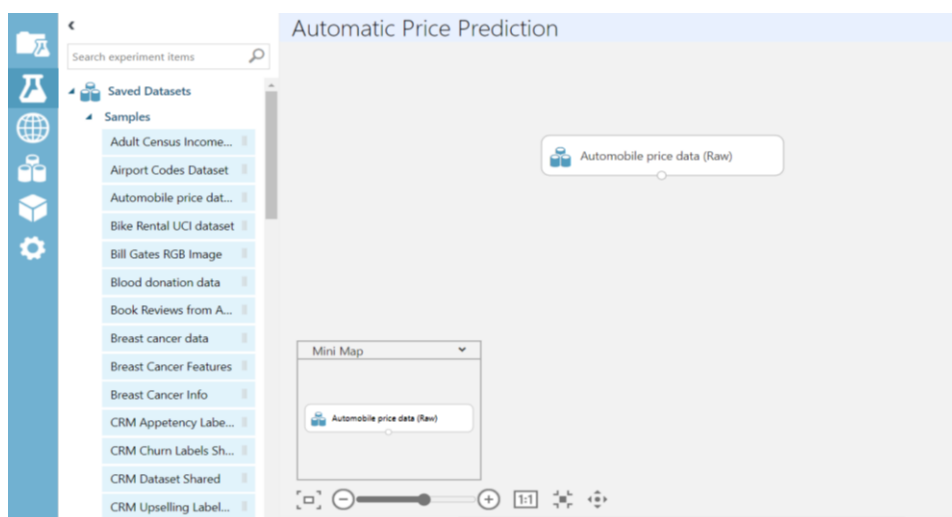 Automatic Price Prediction
Search experiment items
Saved Datasets
Samples
Adult Census Income...
Airport Codes Dataset
Automobile price dat...
Bike Rental UCI dataset
Bill Gates RGB Image
Blood donation data
Book Reviews from A...
Breast cancer data
Breast Cancer Features
Breast Cancer Info
CRM Appetency Labe...
CRM Churn Labels Sh...
CRM Dataset Shared
CRM Upselling Label...
Automobile price data (Raw)
Mini Map
Automobile price data (Raw)
1:1